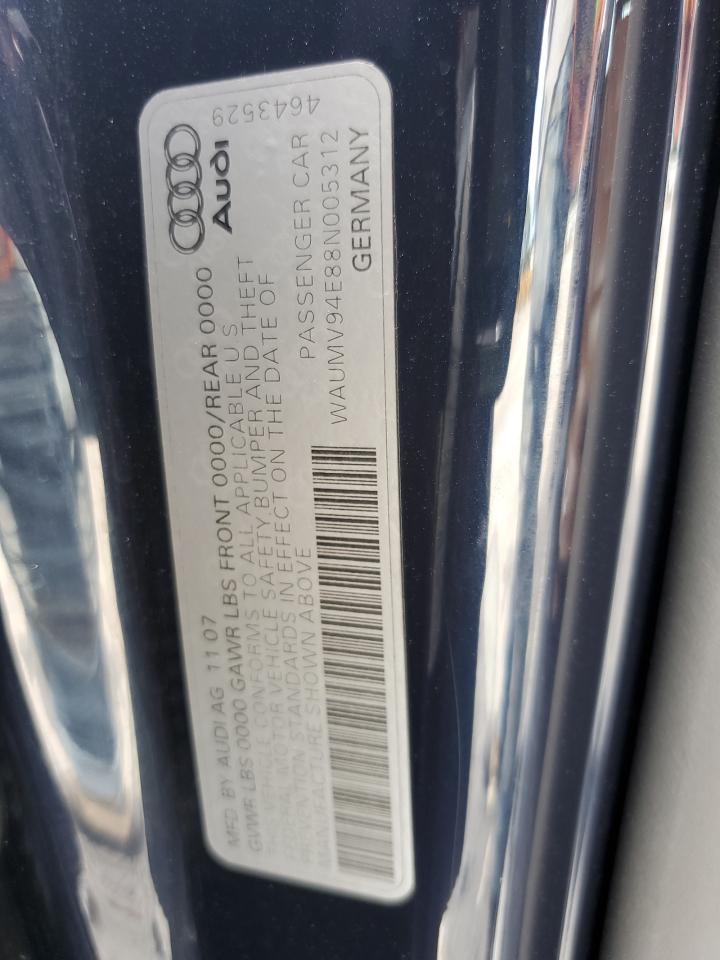 MFD BY AUDI AG 11 07
GVWR LBS 0000 GAWR LBS FRONT 0000/REAR 0000
THIS VEHICLE CONFORMS TO ALL APPLICABLE U S
FEDERAL MOTOR VEHICLE SAFETY, BUMPER AND THEFT
PREVENTION STANDARDS IN EFFECT ON THE DATE OF
MANUFACTURE SHOWN ABOVE
PASSENGER CAR
WAUMV94E88N005312
GERMANY
AUDI
4643529